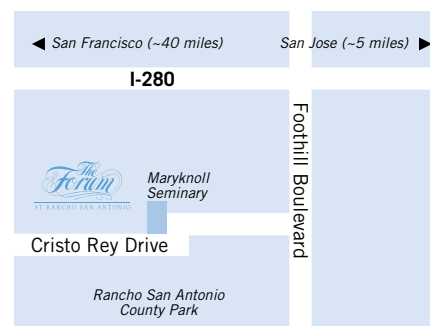 San Francisco (~40 miles)
San Jose (~5 miles)
I-280
Foothill Boulevard
The
Forum
AT RANCHO SAN ANTONIO
Maryknoll
Seminary
Cristo Rey Drive
Rancho San Antonio
County Park